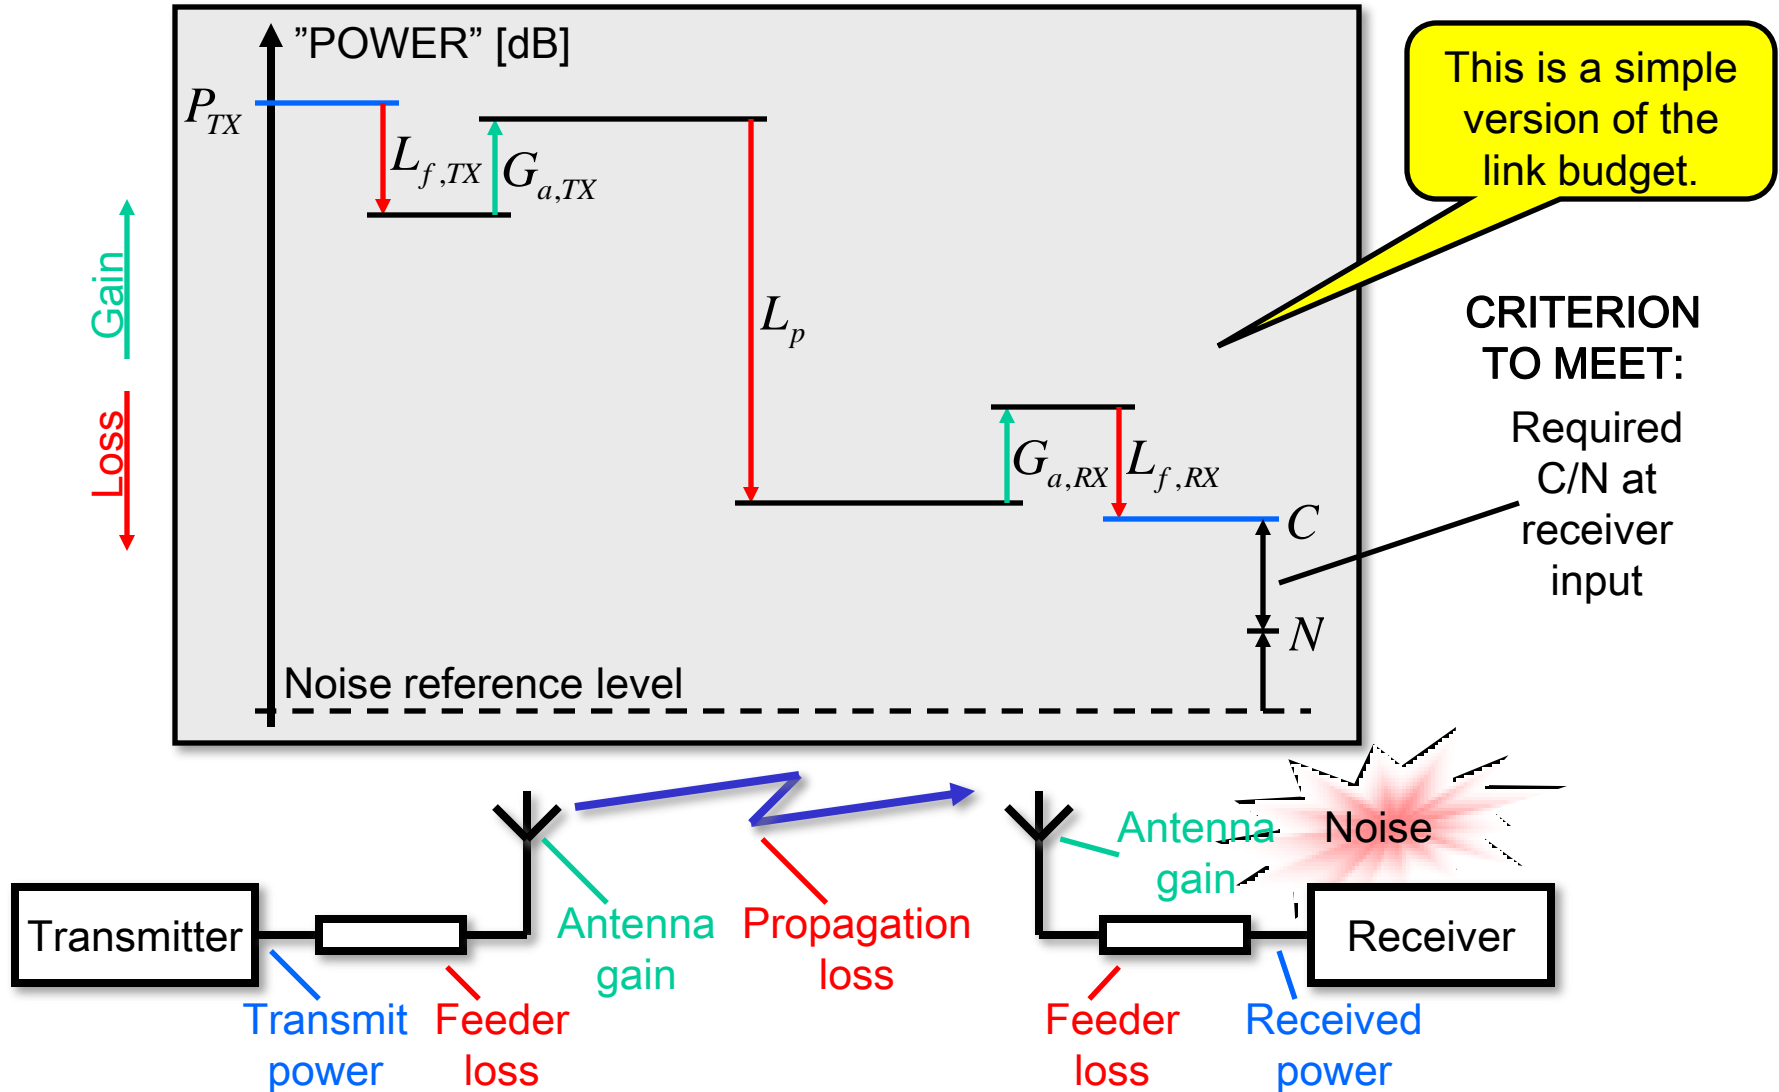 ”POWER” [dB]
P_TX
L_f,TX
G_a,TX
L_p
G_a,RX
L_f,RX
C
N
Noise reference level
Gain
Loss
This is a simple
version of the
link budget.
CRITERION
TO MEET:
Required
C/N at
receiver
input
Transmitter
Transmit
power
Feeder
loss
Antenna
gain
Propagation
loss
Antenna
gain
Noise
Feeder
loss
Received
power
Receiver